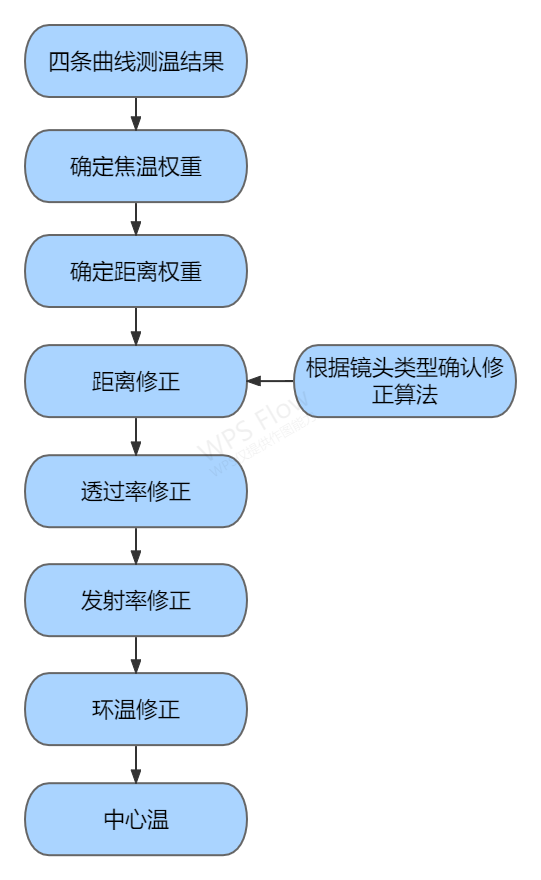 四条曲线测温结果
确定焦温权重
确定距离权重
距离修正
根据镜头类型确认修
正算法
WPS Flow
透过率修正
发射率修正
环温修正
中心温